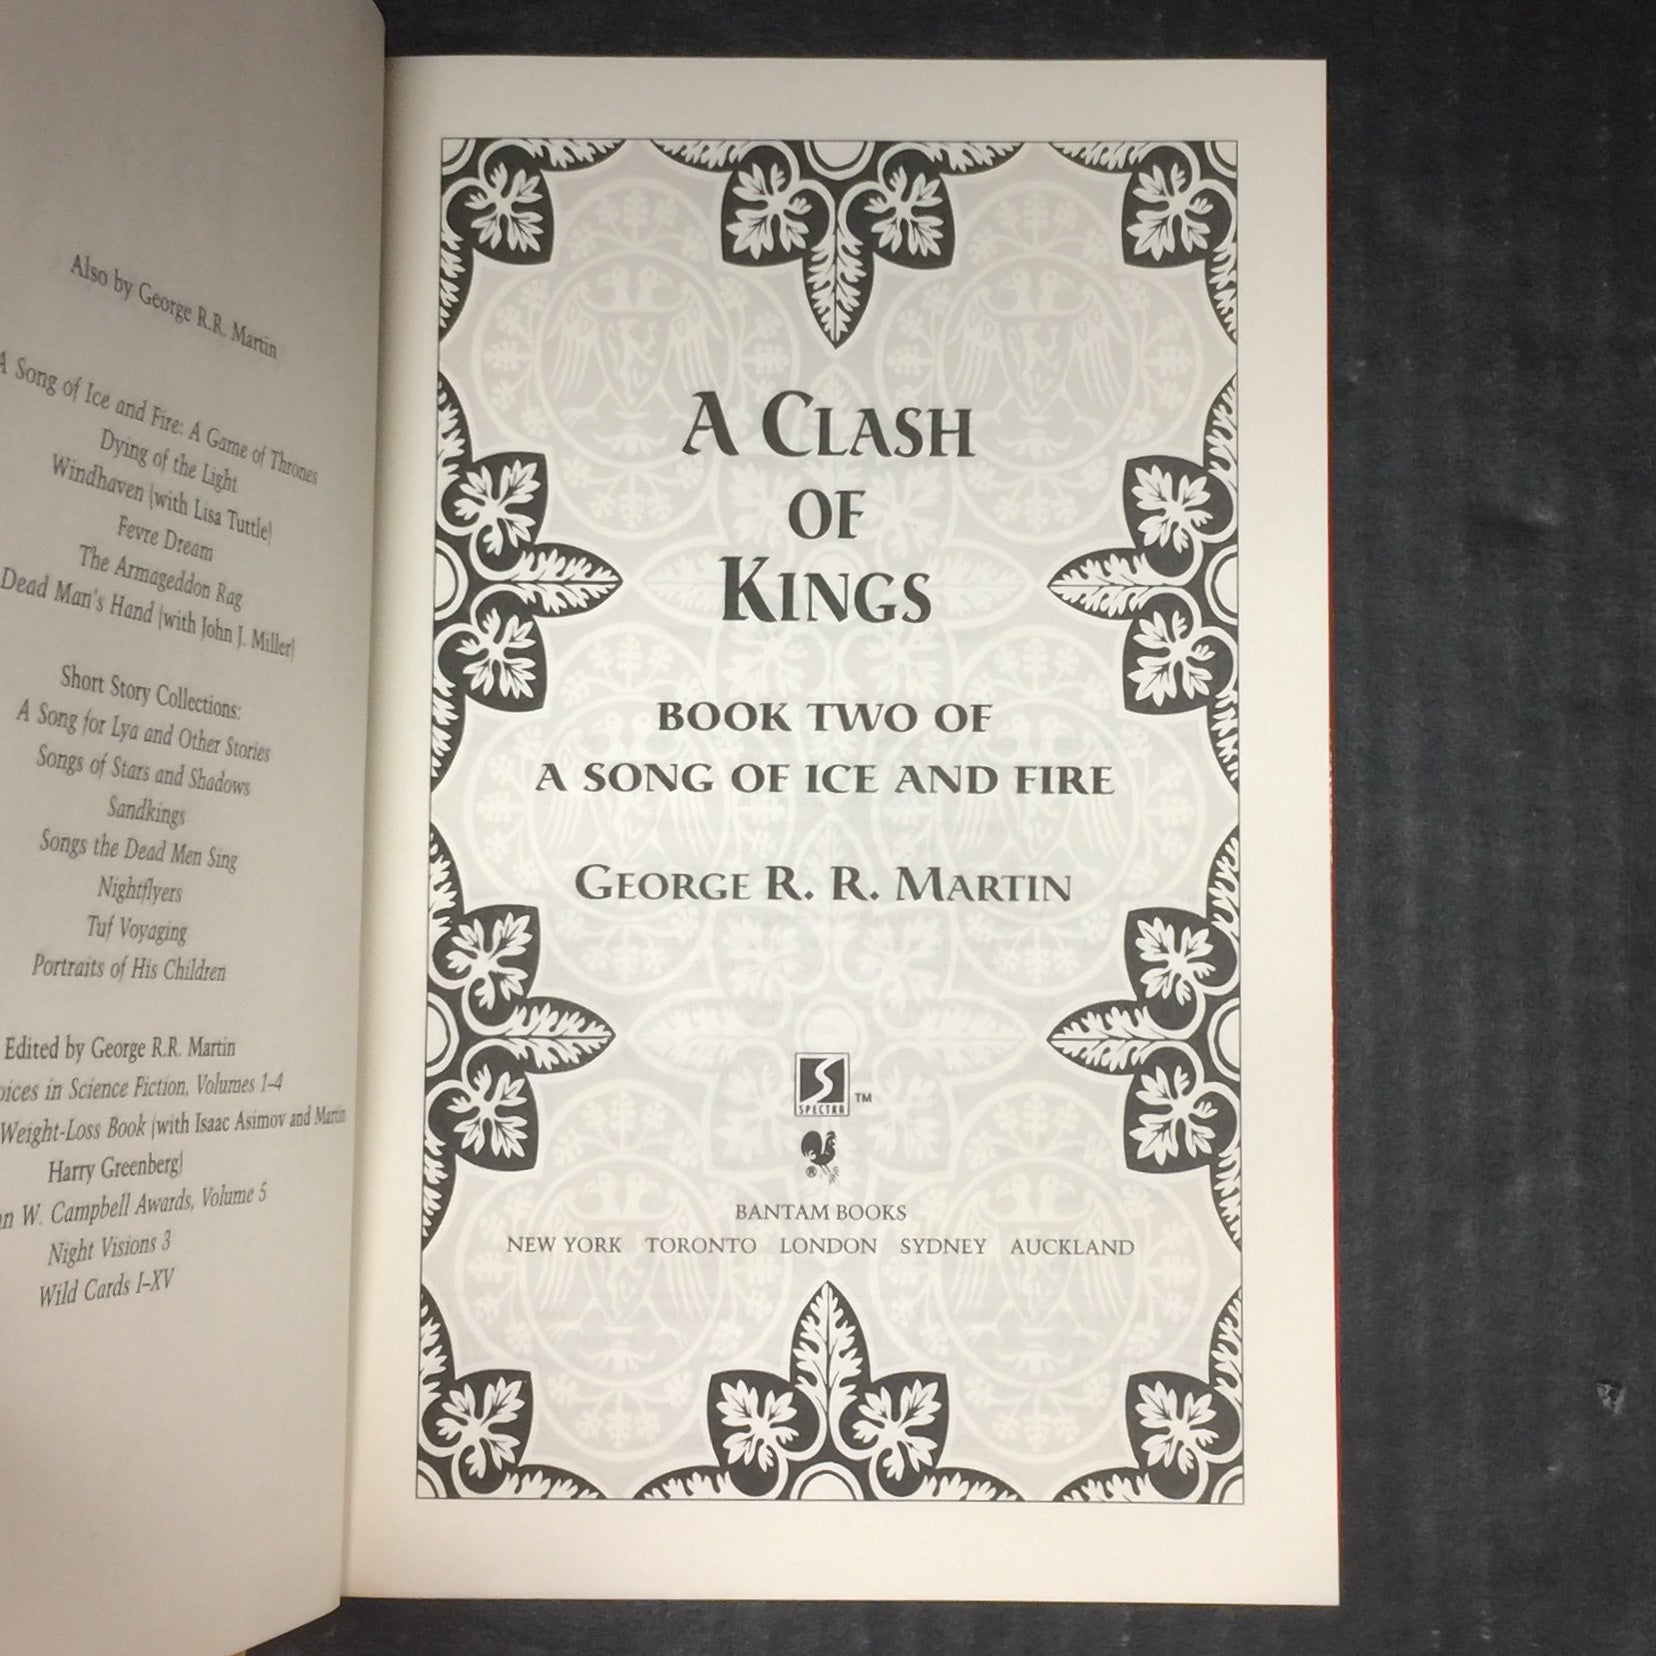 Also by George R.R. Martin
A Song of Ice and Fire: A Game of Thrones
Dying of the Light
Windhaven (with Lisa Tuttle)
Fevre Dream
The Armageddon Rag
Dead Man's Hand (with John J. Miller)
Short Story Collections:
A Song for Lya and Other Stories
Songs of Stars and Shadows
Sandkings
Songs the Dead Men Sing
Nightflyers
Tuf Voyaging
Portraits of His Children
Edited by George R.R. Martin
in Science Fiction, Volumes 1–4
Weight-Loss Book (with Isaac Asimov and Martin
Harry Greenberg)
W. Campbell Awards, Volume 5
Night Visions 3
Wild Cards I–XV
A CLASH
OF
KINGS
BOOK TWO OF
A SONG OF ICE AND FIRE
GEORGE R. R. MARTIN
S
SPECTRA ™
®
BANTAM BOOKS
NEW YORK TORONTO LONDON SYDNEY AUCKLAND